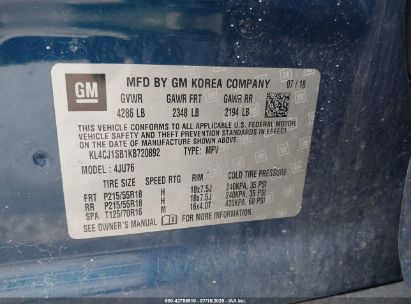 GM
MFD BY GM KOREA COMPANY 07/18
GVWR GAWR FRT GAWR RR
4286 LB 2348 LB 2194 LB
THIS VEHICLE CONFORMS TO ALL APPLICABLE U.S. FEDERAL MOTOR
VEHICLE SAFETY AND THEFT PREVENTION STANDARDS IN EFFECT ON
THE DATE OF MANUFACTURE SHOWN ABOVE.
KL4CJ1SB1KB720892 TYPE: MPV
MODEL: 4JU76
TIRE SIZE SPEED RTG RIM COLD TIRE PRESSURE
FRT P215/55R18 H 18x7.5J 240KPA, 35 PSI
RR P215/55R18 H 18x7.5J 240KPA, 35 PSI
SPA T125/70R16 M 16x4.0T 420KPA, 60 PSI
SEE OWNER'S MANUAL FOR ADDITIONAL INFORMATION